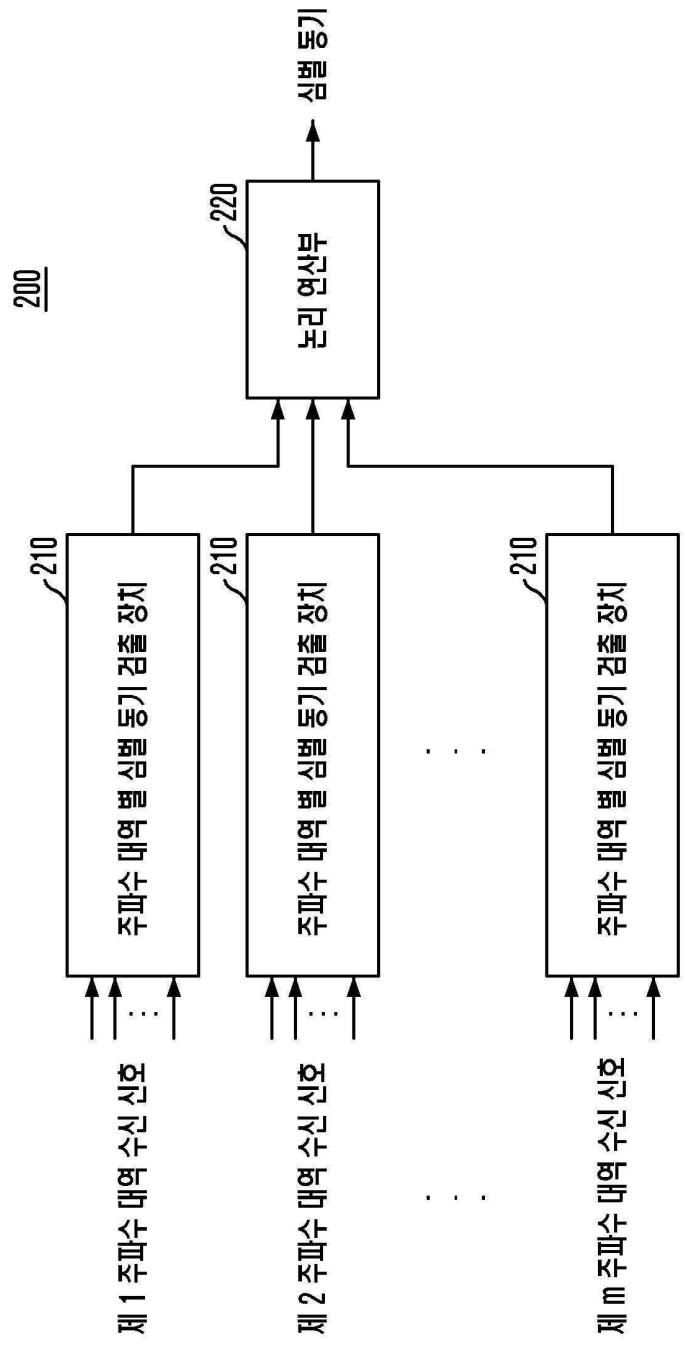 200
제 1 주파수 대역 수신 신호
...
주파수 대역 별 심벌 동기 검출 장치
210
제 2 주파수 대역 수신 신호
...
주파수 대역 별 심벌 동기 검출 장치
210
논리 연산부
220
심벌 동기
. . .
. . .
제 m 주파수 대역 수신 신호
...
주파수 대역 별 심벌 동기 검출 장치
210